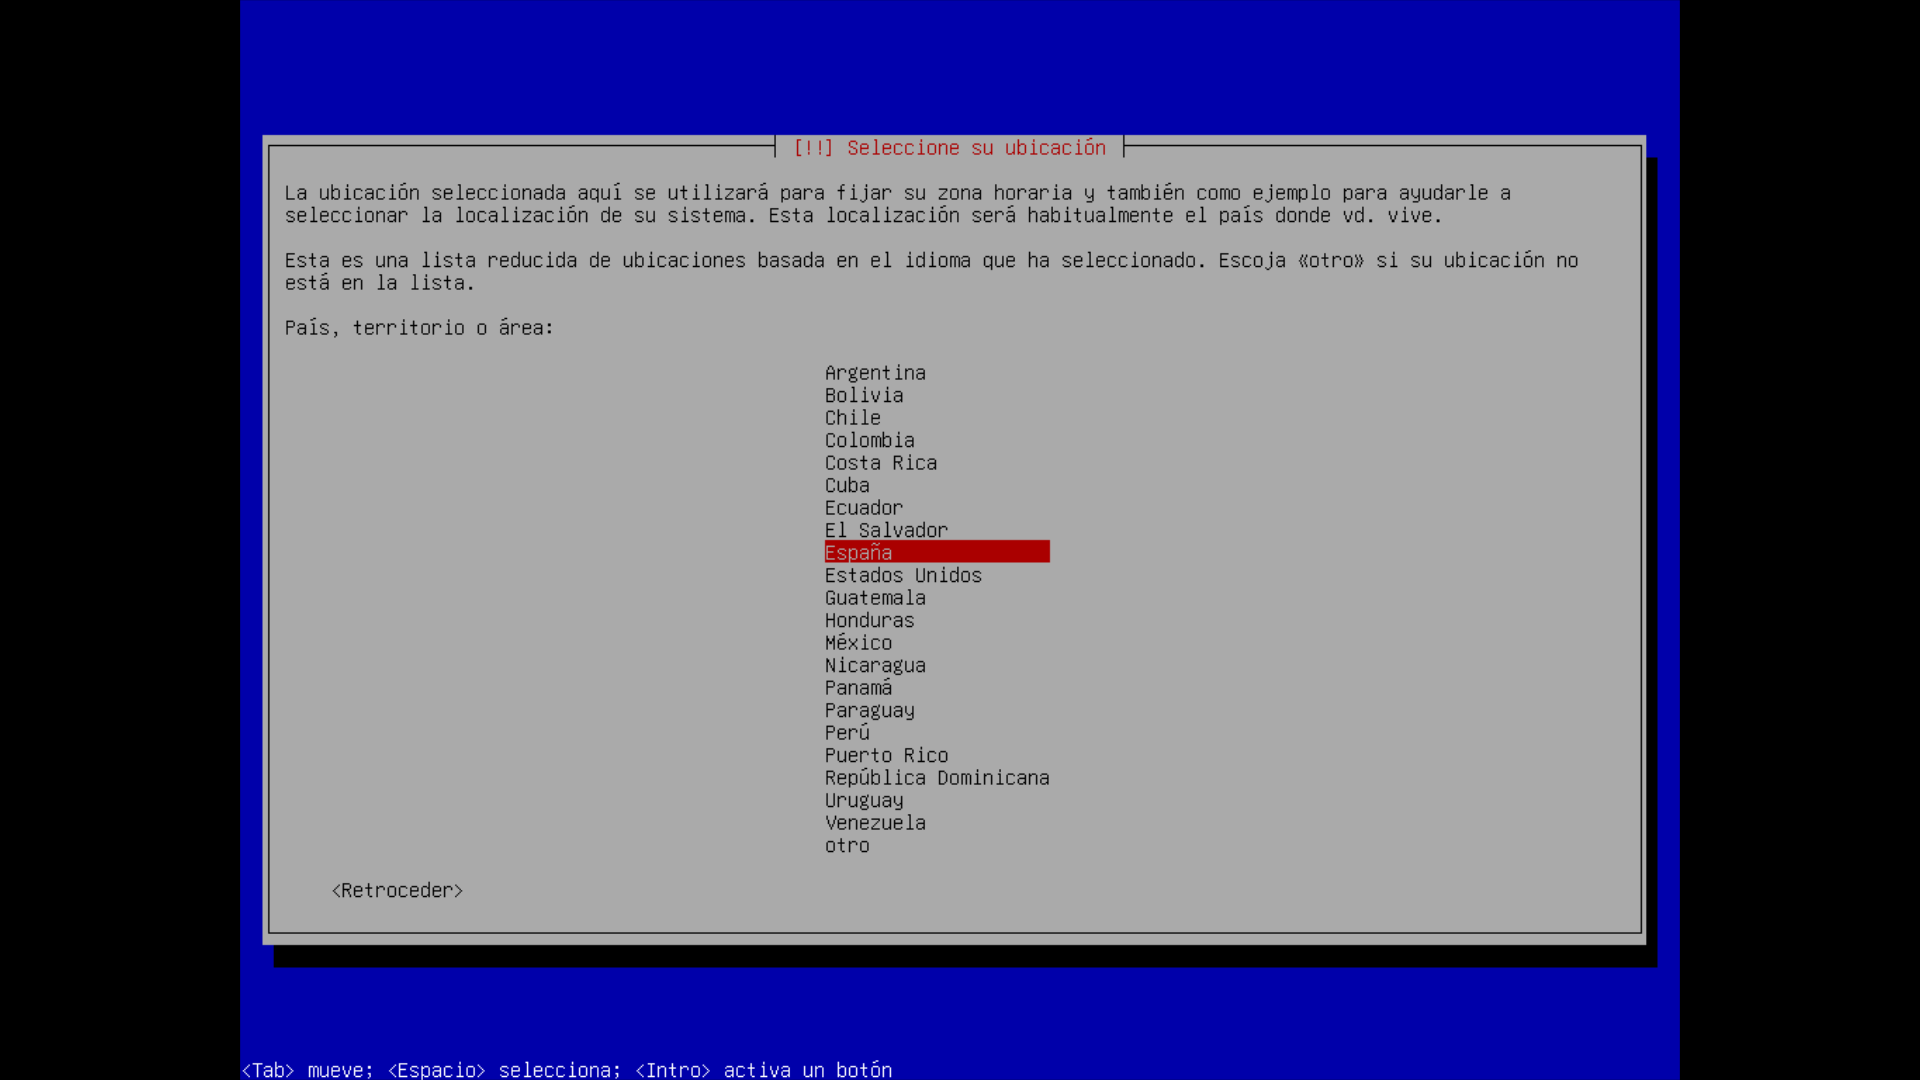 [!!] Seleccione su ubicación
La ubicación seleccionada aquí se utilizará para fijar su zona horaria y también como ejemplo para ayudarle a
seleccionar la localización de su sistema. Esta localización será habitualmente el país donde vd. vive.
Esta es una lista reducida de ubicaciones basada en el idioma que ha seleccionado. Escoja «otro» si su ubicación no
está en la lista.
País, territorio o área:
Argentina
Bolivia
Chile
Colombia
Costa Rica
Cuba
Ecuador
El Salvador
España
Estados Unidos
Guatemala
Honduras
México
Nicaragua
Panamá
Paraguay
Perú
Puerto Rico
República Dominicana
Uruguay
Venezuela
otro
<Retroceder>
<Tab> mueve; <Espacio> selecciona; <Intro> activa un botón